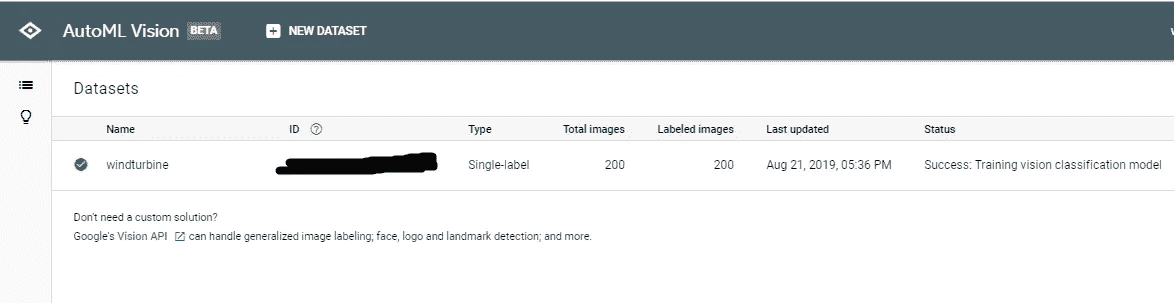 AutoML Vision BETA NEW DATASET
Datasets
Name ID ? Type Total images Labeled images Last updated Status
windturbine Single-label 200 200 Aug 21, 2019, 05:36 PM Success: Training vision classification model
Don't need a custom solution?
Google's Vision API can handle generalized image labeling; face, logo and landmark detection; and more.